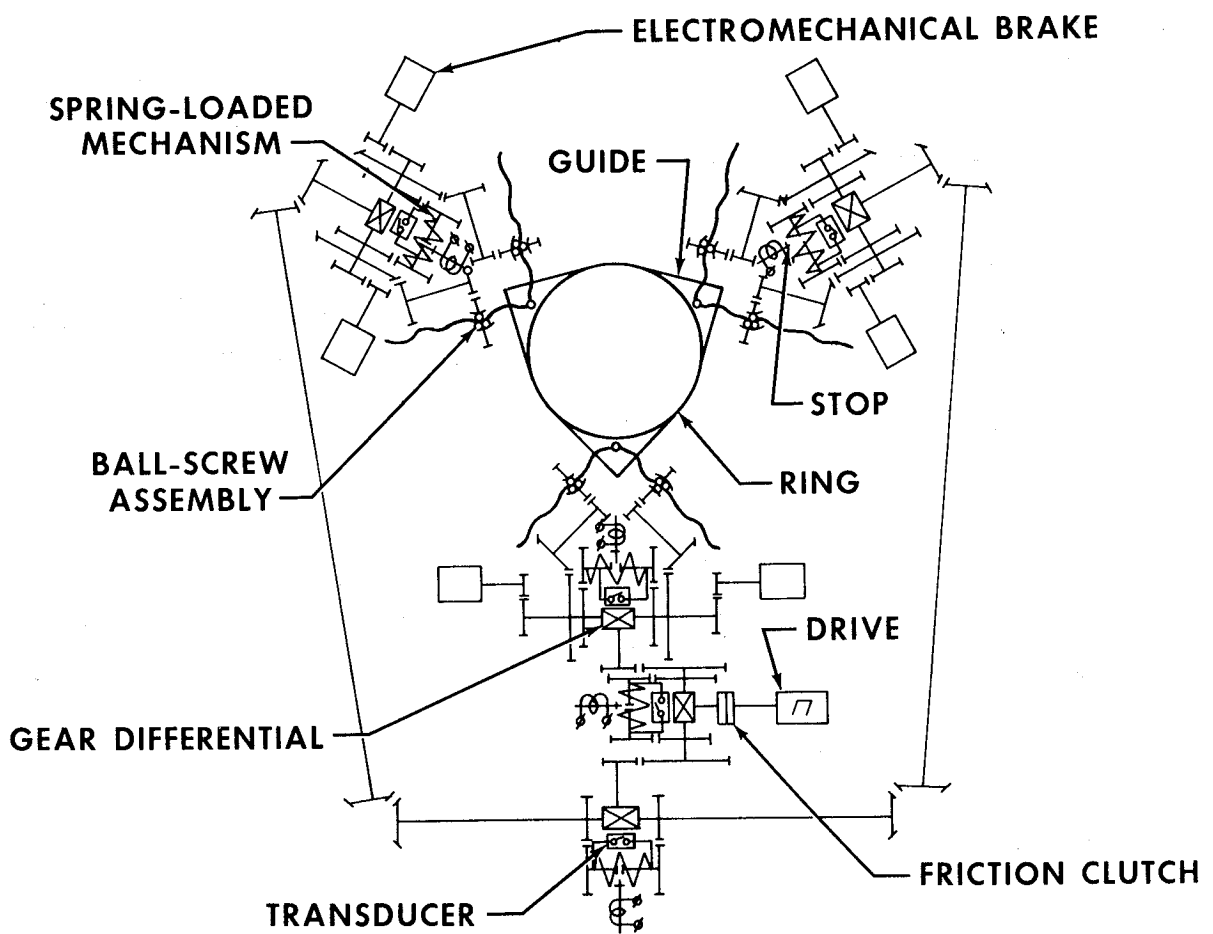 ELECTROMECHANICAL BRAKE
SPRING-LOADED
MECHANISM
GUIDE
STOP
BALL-SCREW
ASSEMBLY
RING
DRIVE
GEAR DIFFERENTIAL
FRICTION CLUTCH
TRANSDUCER